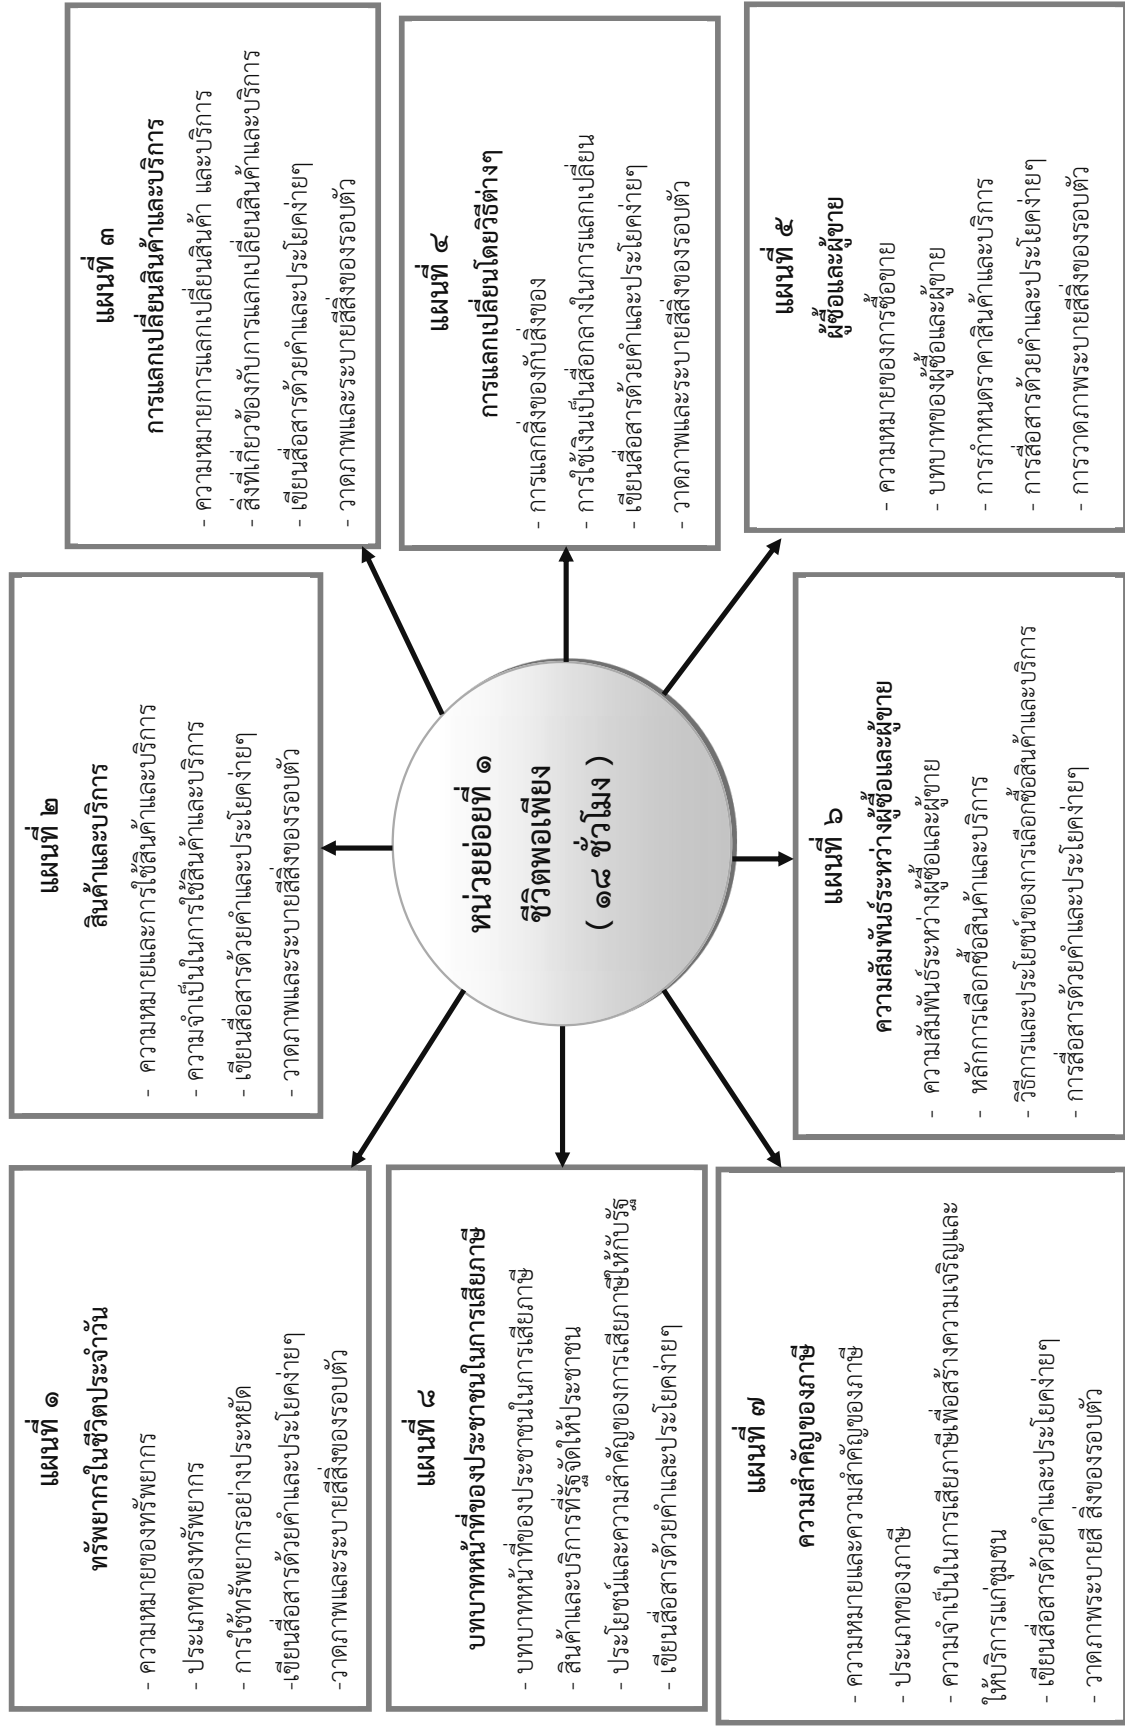 แผนที่ ๑
ทรัพยากรในชีวิตประจำวัน
- ความหมายของทรัพยากร
- ประเภทของทรัพยากร
- การใช้ทรัพยากรอย่างประหยัด
-เขียนสื่อสารด้วยคำและประโยคง่ายๆ
-วาดภาพและระบายสีสิ่งของรอบตัว
แผนที่ ๒
สินค้าและบริการ
- ความหมายและการใช้สินค้าและบริการ
- ความจำเป็นในการใช้สินค้าและบริการ
- เขียนสื่อสารด้วยคำและประโยคง่ายๆ
- วาดภาพและระบายสีสิ่งของรอบตัว
แผนที่ ๓
การแลกเปลี่ยนสินค้าและบริการ
- ความหมายการแลกเปลี่ยนสินค้า และบริการ
- สิ่งที่เกี่ยวข้องกับการแลกเปลี่ยนสินค้าและบริการ
- เขียนสื่อสารด้วยคำและประโยคง่ายๆ
- วาดภาพและระบายสีสิ่งของรอบตัว
แผนที่ ๘
บทบาทหน้าที่ของประชาชนในการเสียภาษี
- บทบาทหน้าที่ของประชาชนในการเสียภาษี
-สินค้าและบริการที่รัฐจัดให้ประชาชน
- ประโยชน์และความสำคัญของการเสียภาษีให้กับรัฐ
- เขียนสื่อสารด้วยคำและประโยคง่ายๆ
หน่วยย่อยที่ ๑
ชีวิตพอเพียง
( ๑๘ ชั่วโมง )
แผนที่ ๔
การแลกเปลี่ยนโดยวิธีต่างๆ
- การแลกสิ่งของกับสิ่งของ
- การใช้เงินเป็นสื่อกลางในการแลกเปลี่ยน
- เขียนสื่อสารด้วยคำและประโยคง่ายๆ
- วาดภาพและระบายสีสิ่งของรอบตัว
แผนที่ ๗
ความสำคัญของภาษี
- ความหมายและความสำคัญของภาษี
- ประเภทของภาษี
- ความจำเป็นในการเสียภาษีเพื่อสร้างความเจริญและ
ให้บริการแก่ชุมชน
- เขียนสื่อสารด้วยคำและประโยคง่ายๆ
- วาดภาพระบายสี สิ่งของรอบตัว
แผนที่ ๖
ความสัมพันธ์ระหว่างผู้ซื้อและผู้ขาย
- ความสัมพันธ์ระหว่างผู้ซื้อและผู้ขาย
- หลักการเลือกซื้อสินค้าและบริการ
- วิธีการและประโยชน์ของการเลือกซื้อสินค้าและบริการ
- การสื่อสารด้วยคำและประโยคง่ายๆ
แผนที่ ๕
ผู้ซื้อและผู้ขาย
- ความหมายของการซื้อขาย
- บทบาทของผู้ซื้อและผู้ขาย
- การกำหนดราคาสินค้าและบริการ
- การสื่อสารด้วยคำและประโยคง่ายๆ
- การวาดภาพระบายสีสิ่งของรอบตัว